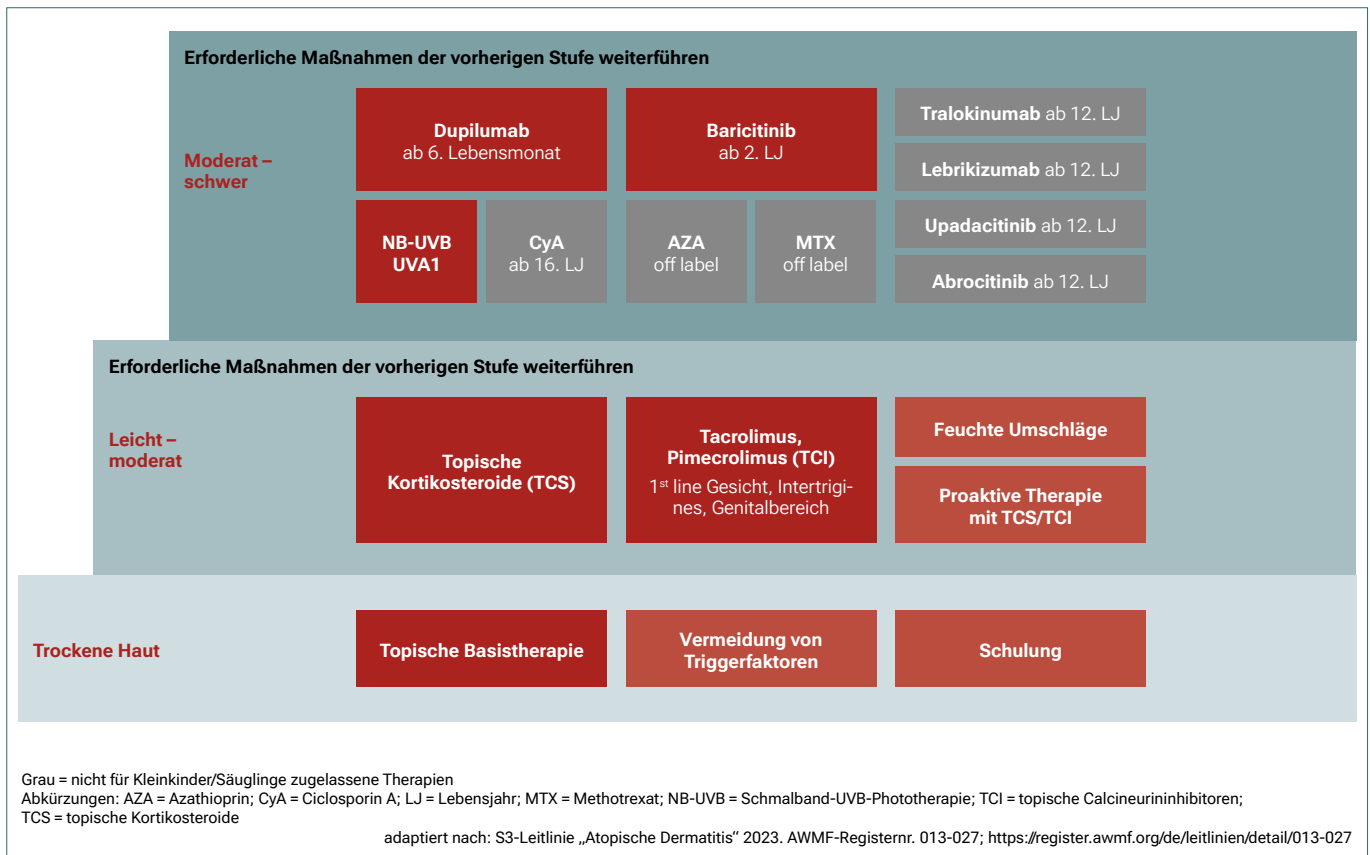 Erforderliche Maßnahmen der vorherigen Stufe weiterführen
Moderat –
schwer
Dupilumab
ab 6. Lebensmonat
Baricitinib
ab 2. LJ
Tralokinumab ab 12. LJ
Lebrikizumab ab 12. LJ
NB-UVB
UVA1
CyA
ab 16. LJ
AZA
off label
MTX
off label
Upadacitinib ab 12. LJ
Abrocitinib ab 12. LJ
Erforderliche Maßnahmen der vorherigen Stufe weiterführen
Leicht –
moderat
Topische
Kortikosteroide (TCS)
Tacrolimus,
Pimecrolimus (TCI)
1st line Gesicht, Intertrigi-
nes, Genitalbereich
Feuchte Umschläge
Proaktive Therapie
mit TCS/TCI
Trockene Haut
Topische Basistherapie
Vermeidung von
Triggerfaktoren
Schulung
Grau = nicht für Kleinkinder/Säuglinge zugelassene Therapien
Abkürzungen: AZA = Azathioprin; CyA = Ciclosporin A; LJ = Lebensjahr; MTX = Methotrexat; NB-UVB = Schmalband-UVB-Phototherapie; TCI = topische Calcineurininhibitoren;
TCS = topische Kortikosteroide
adaptiert nach: S3-Leitlinie „Atopische Dermatitis“ 2023. AWMF-Registernr. 013-027; https://register.awmf.org/de/leitlinien/detail/013-027